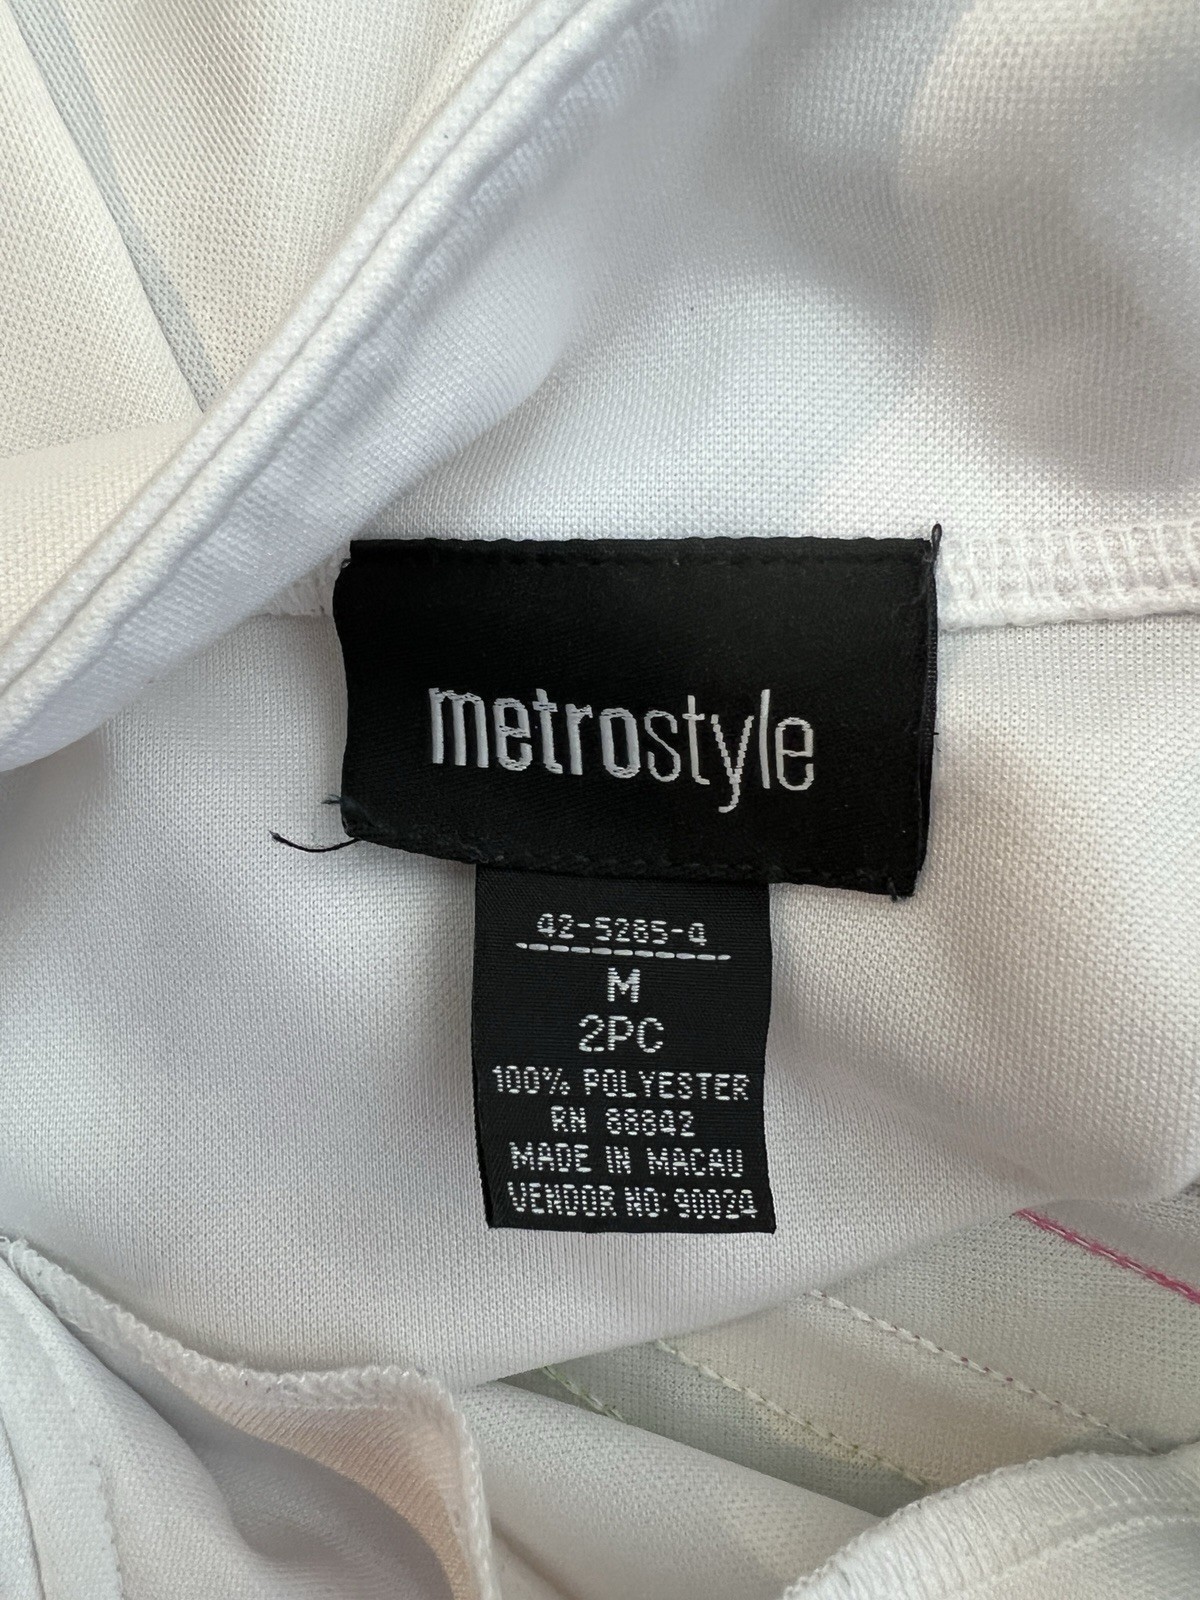 metrostyle
42-5285-4
M
2PC
100% POLYESTER
RN 88842
MADE IN MACAU
VENDOR NO: 90024